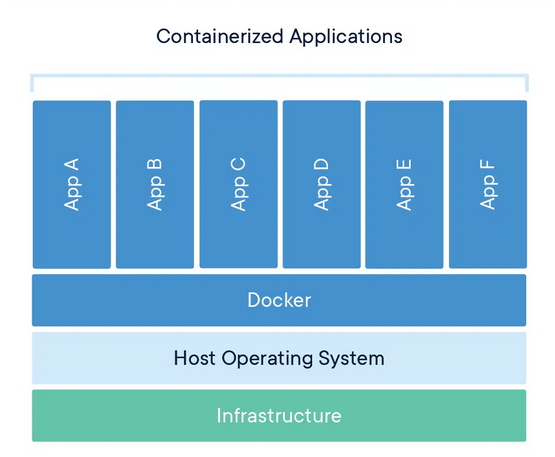 Containerized Applications
App A
App B
App C
App D
App E
App F
Docker
Host Operating System
Infrastructure